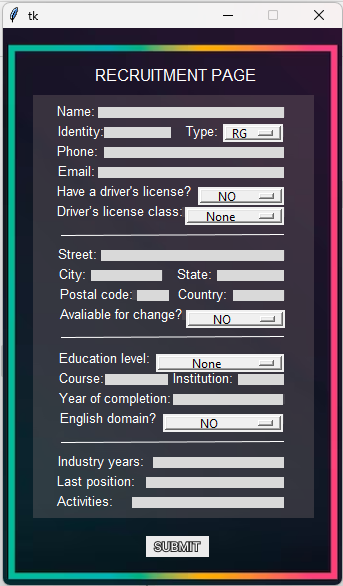 tk
RECRUITMENT PAGE
Name:
Identity: Type: RG
Phone:
Email:
Have a driver's license? NO
Driver's license class: None
Street:
City: State:
Postal code: Country:
Avaliable for change? NO
Education level: None
Course: Institution:
Year of completion:
English domain? NO
Industry years:
Last position:
Activities:
SUBMIT